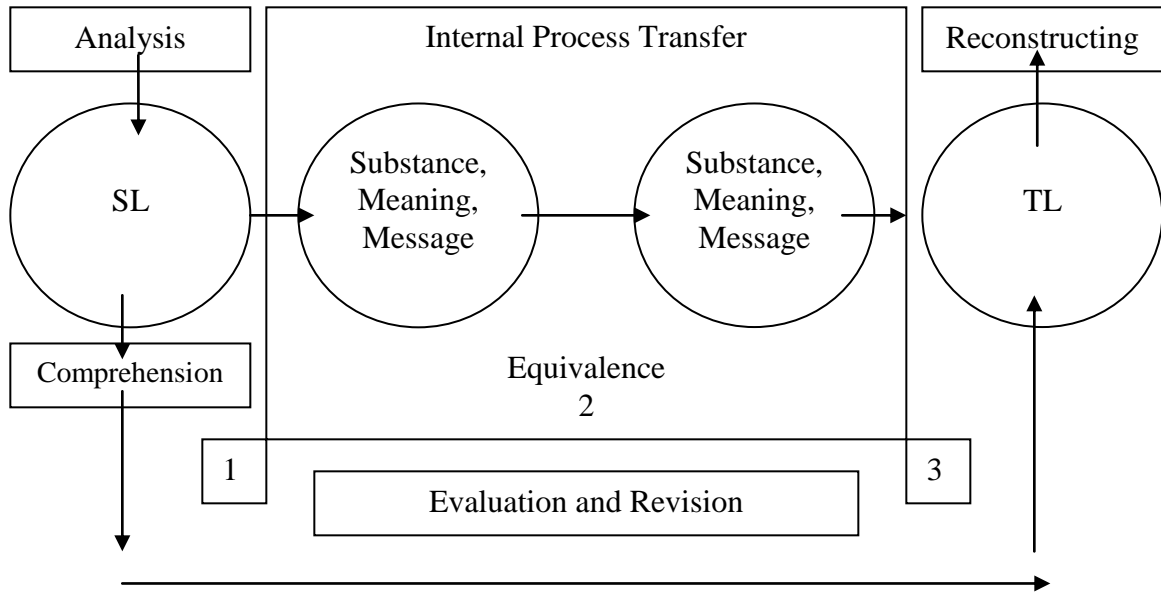 Analysis
Internal Process Transfer
Reconstructing
SL
Substance,
Meaning,
Message
Substance,
Meaning,
Message
TL
Comprehension
Equivalence
2
1
3
Evaluation and Revision